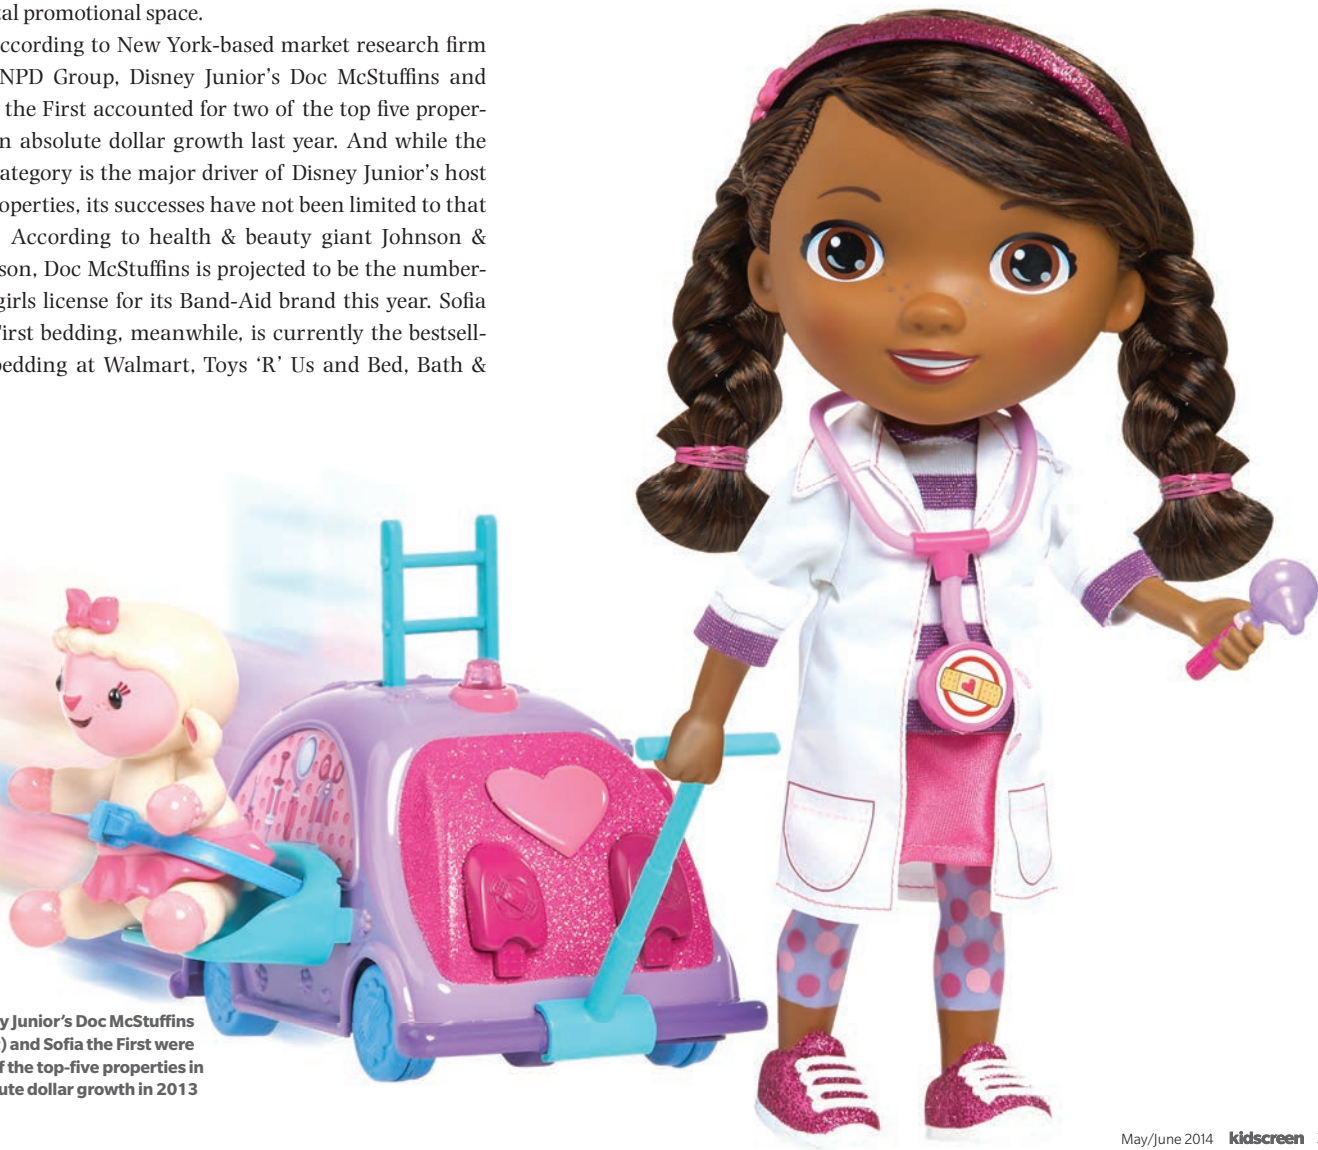 tal promotional space.
ccording to New York-based market research firm
NPD Group, Disney Junior’s Doc McStuffins and
the First accounted for two of the top five proper-
n absolute dollar growth last year. And while the
ategory is the major driver of Disney Junior’s host
operties, its successes have not been limited to that
According to health & beauty giant Johnson &
son, Doc McStuffins is projected to be the number-
girls license for its Band-Aid brand this year. Sofia
First bedding, meanwhile, is currently the bestsell-
bedding at Walmart, Toys ‘R’ Us and Bed, Bath &
y Junior’s Doc McStuffins
) and Sofia the First were
f the top-five properties in
ute dollar growth in 2013
May/June 2014 kidscreen